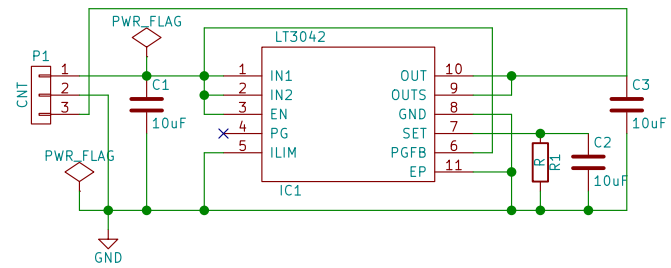 PWR_FLAG
LT3042
P1
CNT
1
2
3
C1
10uF
1 IN1 OUT 10
2 IN2 OUTS 9
3 EN GND 8
4 PG SET 7
5 ILIM PGFB 6
EP 11
IC1
C3
10uF
PWR_FLAG
R
R1
C2
10uF
GND